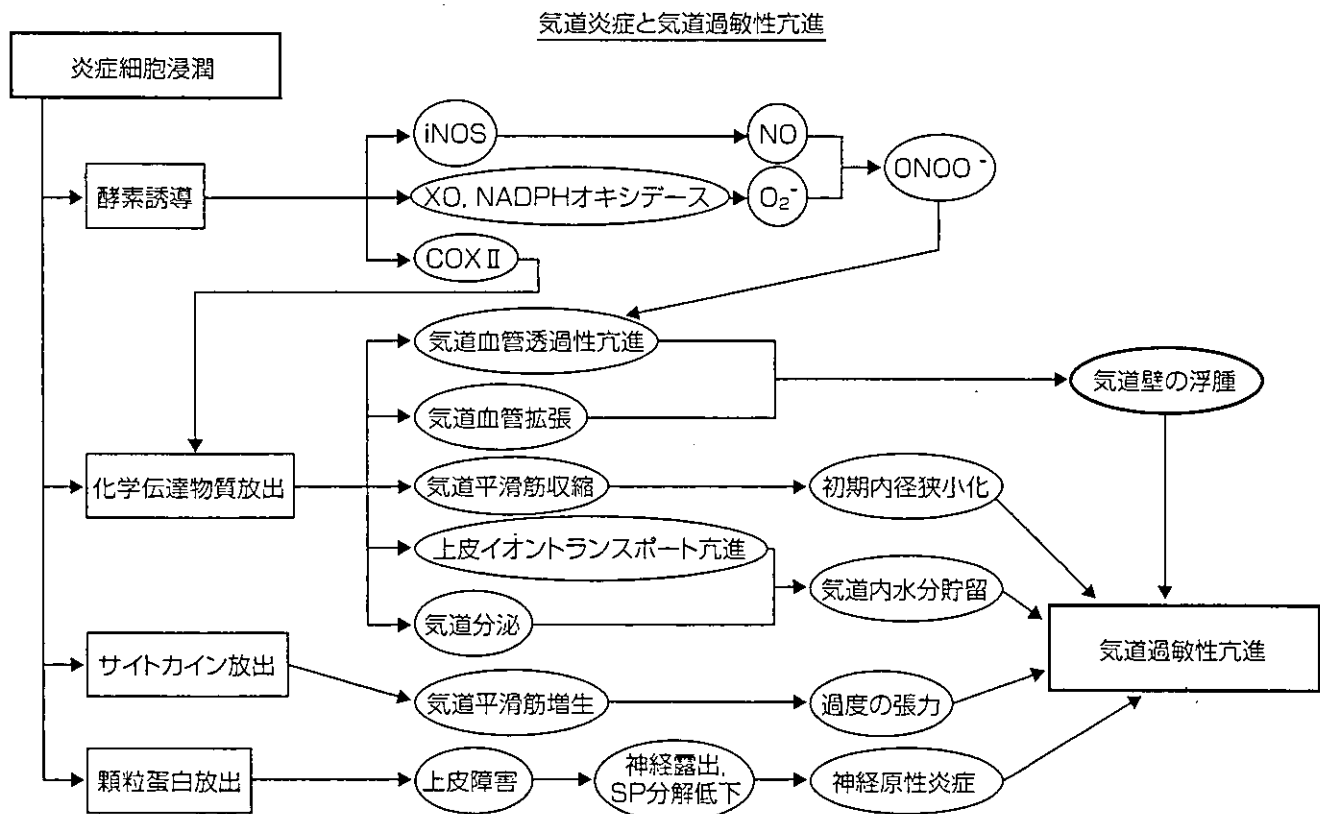 気道炎症と気道過敏性亢進
炎症細胞浸潤
iNOS
NO
ONOO⁻
酵素誘導
XO, NADPHオキシデース
O₂⁻
COXⅡ
気道血管透過性亢進
気道壁の浮腫
気道血管拡張
化学伝達物質放出
気道平滑筋収縮
初期内径狭小化
上皮イオントランスポート亢進
気道内水分貯留
気道分泌
サイトカイン放出
気道過敏性亢進
気道平滑筋増生
過度の張力
顆粒蛋白放出
上皮障害
神経露出,
SP分解低下
神経原性炎症